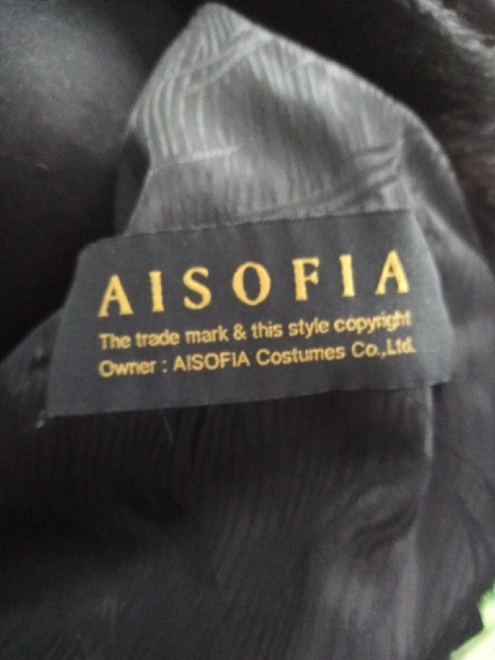 AISOFIA
The trade mark & this style copyright
Owner : AISOFIA Costumes Co.,Ltd.